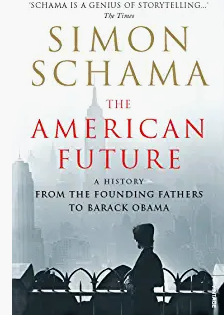 'SCHAMA IS A GENIUS OF STORYTELLING...'
The Times
SIMON
SCHAMA
THE
AMERICAN
FUTURE
A HISTORY
FROM THE FOUNDING FATHERS
TO BARACK OBAMA